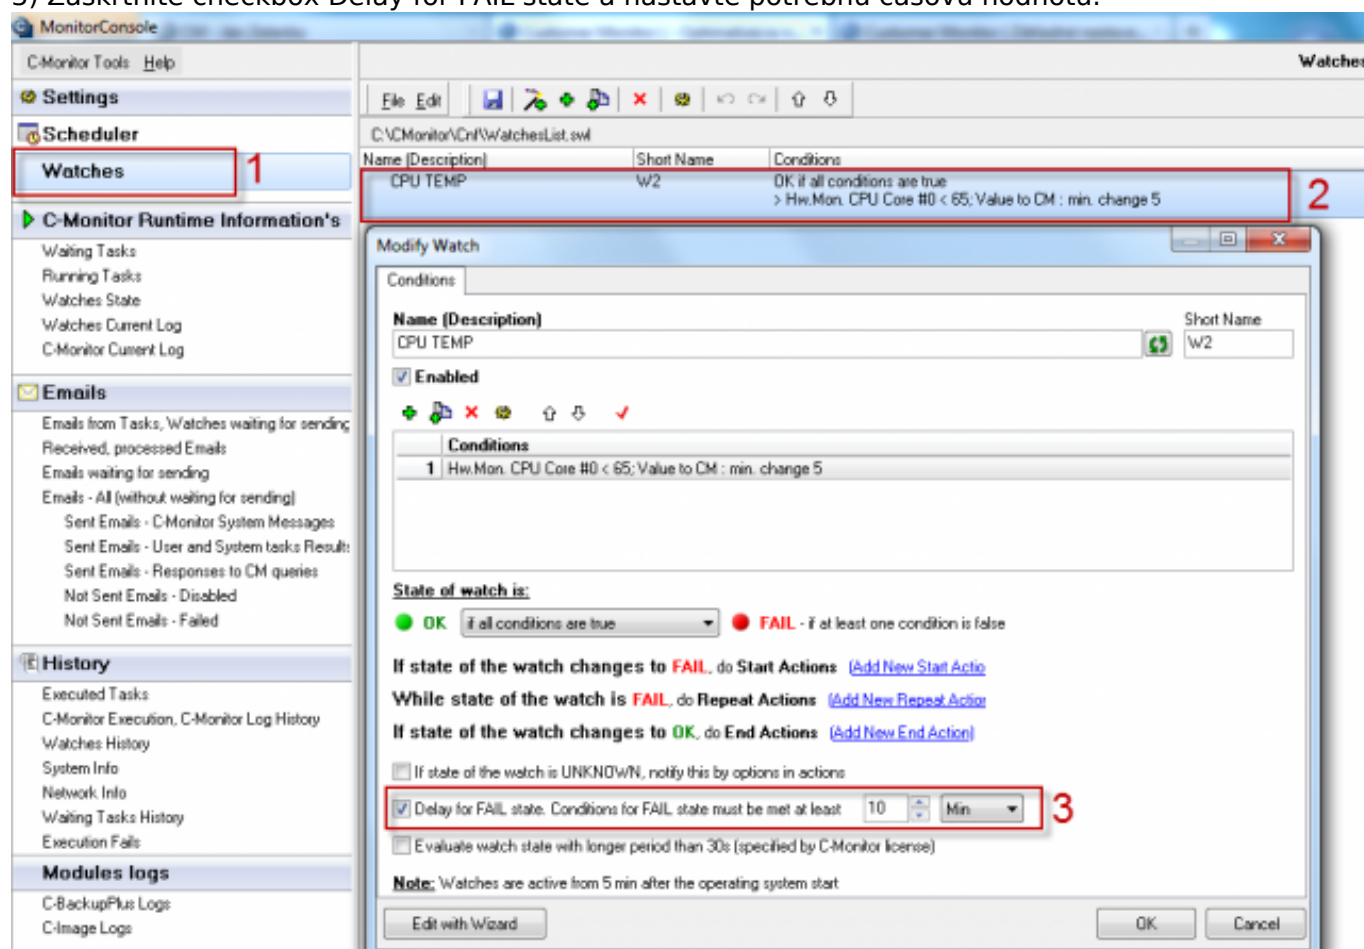 3) Zaškrtnite checkbox Delay for FAIL state a nastavte potrebnú časovú hodnotu.
MonitorConsole
C-Monitor Tools Help
Watches
Settings
File Edit
Scheduler
C:\CMonitor\Cnf\WatchesList.swl
Watches
1
Name (Description) Short Name Conditions
CPU TEMP W2 OK if all conditions are true
> Hw.Mon. CPU Core #0 < 65; Value to CM : min. change 5
2
C-Monitor Runtime Information's
Waiting Tasks
Running Tasks
Watches State
Watches Current Log
C-Monitor Current Log
Emails
Emails from Tasks, Watches waiting for sending
Received, processed Emails
Emails waiting for sending
Emails - All (without waiting for sending)
Sent Emails - C-Monitor System Messages
Sent Emails - User and System tasks Results
Sent Emails - Responses to CM queries
Not Sent Emails - Disabled
Not Sent Emails - Failed
History
Executed Tasks
C-Monitor Execution, C-Monitor Log History
Watches History
System Info
Network Info
Waiting Tasks History
Execution Fails
Modules logs
C-BackupPlus Logs
C-Image Logs
Modify Watch
Conditions
Name (Description) Short Name
CPU TEMP W2
Enabled
Conditions
1 Hw.Mon. CPU Core #0 < 65; Value to CM : min. change 5
State of watch is:
OK if all conditions are true FAIL - if at least one condition is false
If state of the watch changes to FAIL, do Start Actions (Add New Start Actio
While state of the watch is FAIL, do Repeat Actions (Add New Repeat Action
If state of the watch changes to OK, do End Actions (Add New End Action)
If state of the watch is UNKNOWN, notify this by options in actions
Delay for FAIL state. Conditions for FAIL state must be met at least 10 Min
3
Evaluate watch state with longer period than 30s (specified by C-Monitor license)
Note: Watches are active from 5 min after the operating system start
Edit with Wizard OK Cancel